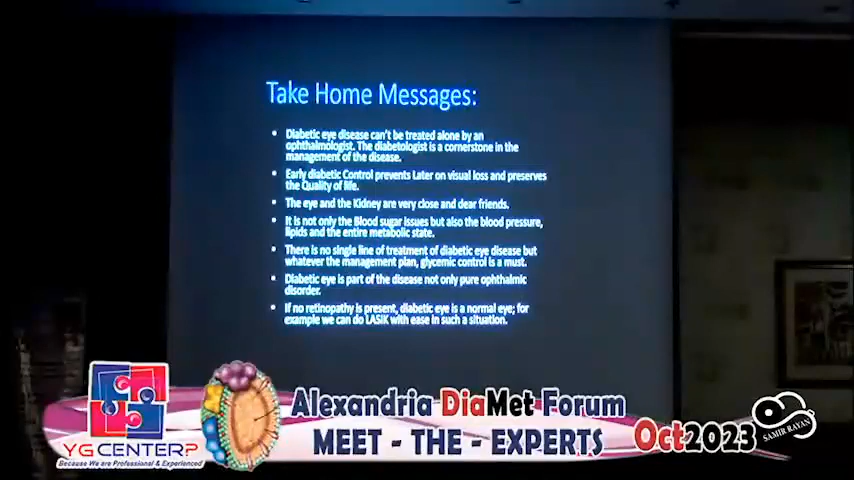 Take Home Messages:
• Diabetic eye disease can't be treated alone by an
ophthalmologist. The diabetologist is a cornerstone in the
management of the disease.
• Early diabetic Control prevents Later on visual loss and preserves
the Quality of life.
• The eye and the Kidney are very close and dear friends.
• It is not only the Blood sugar issues but also the blood pressure,
lipids and the entire metabolic state.
• There is no single line of treatment of diabetic eye disease but
whatever the management plan, glycemic control is a must.
• Diabetic eye is part of the disease not only pure ophthalmic
disorder.
• If no retinopathy is present, diabetic eye is a normal eye; for
example we can do LASIK with ease in such a situation.
Alexandria DiaMet Forum
MEET - THE - EXPERTS
Oct2023
SAMIR RAYAN
YGCENTERP
Because We are Professional & Experienced